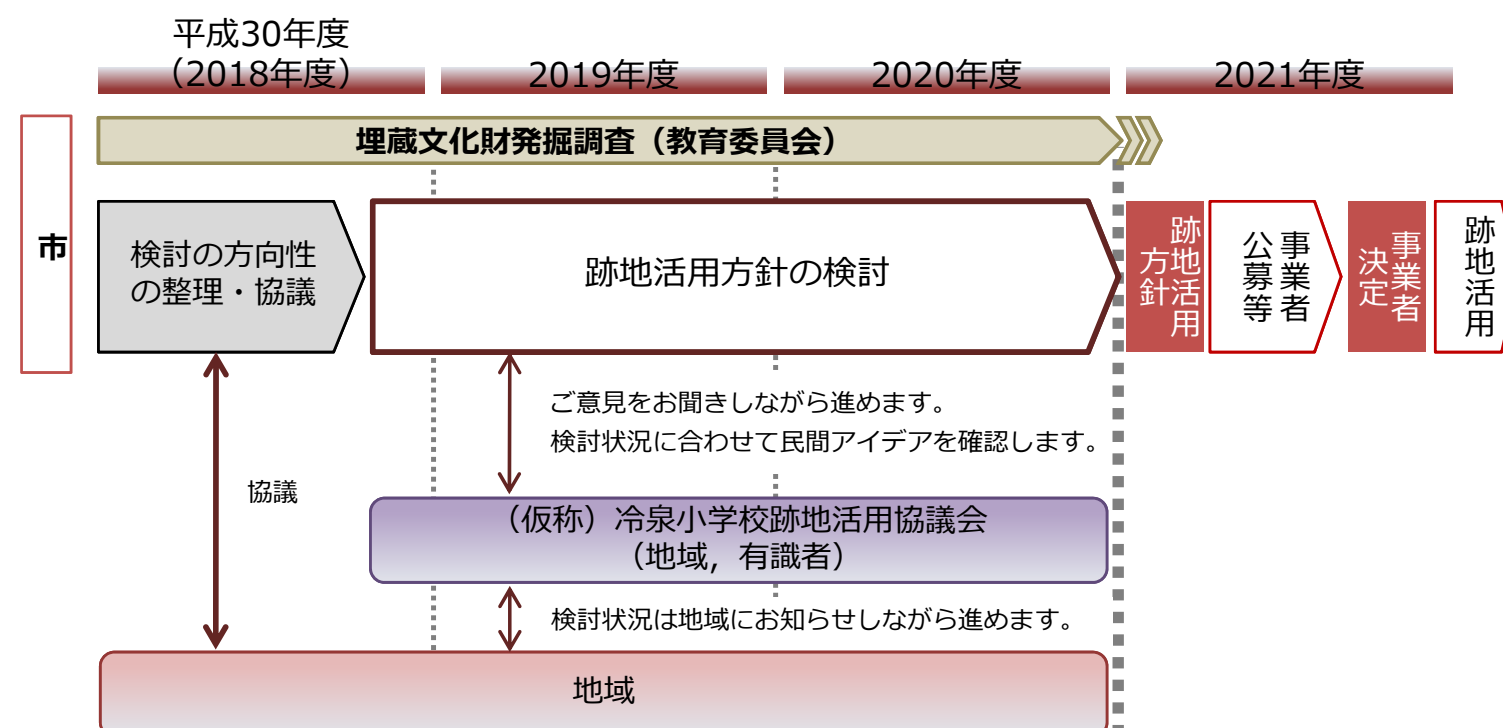 平成30年度
（2018年度）
2019年度
2020年度
2021年度
市
埋蔵文化財発掘調査（教育委員会）
検討の方向性
の整理・協議
跡地活用方針の検討
跡地活用
方針
事業者
公募等
事業者
決定
跡地活用
ご意見をお聞きしながら進めます。
検討状況に合わせて民間アイデアを確認します。
協議
（仮称）冷泉小学校跡地活用協議会
（地域，有識者）
検討状況は地域にお知らせしながら進めます。
地域